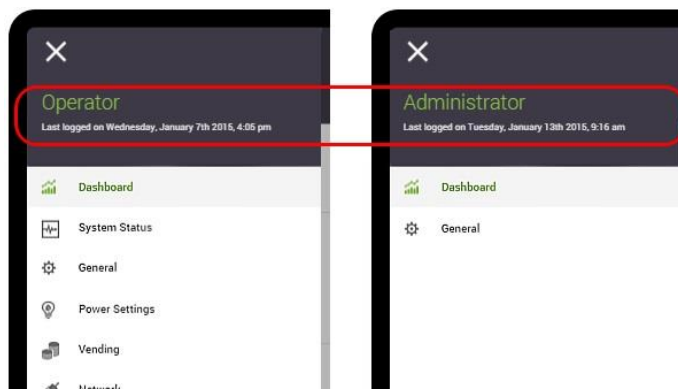 Operator
Last logged on Wednesday, January 7th 2015, 4:05 pm
Dashboard
System Status
General
Power Settings
Vending
Network
Administrator
Last logged on Tuesday, January 13th 2015, 9:16 am
Dashboard
General